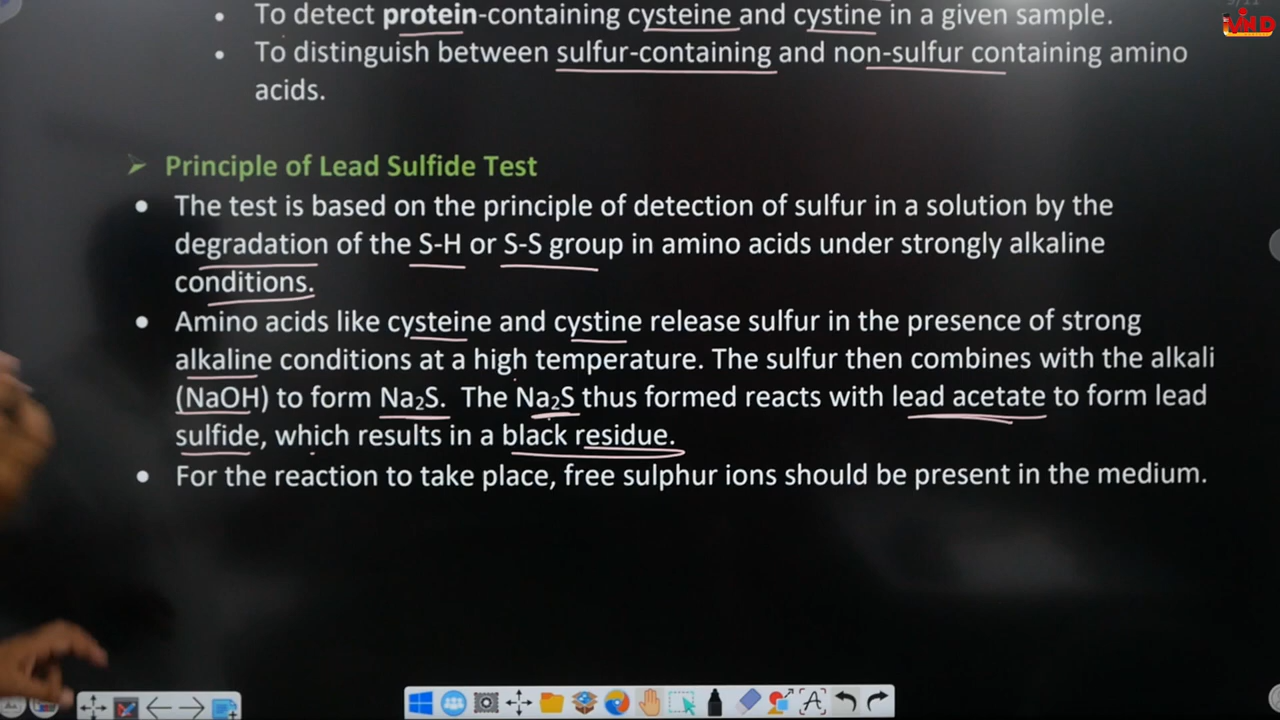 • To detect protein-containing cysteine and cystine in a given sample.
• To distinguish between sulfur-containing and non-sulfur containing amino
acids.
➢ Principle of Lead Sulfide Test
• The test is based on the principle of detection of sulfur in a solution by the
degradation of the S-H or S-S group in amino acids under strongly alkaline
conditions.
• Amino acids like cysteine and cystine release sulfur in the presence of strong
alkaline conditions at a high temperature. The sulfur then combines with the alkali
(NaOH) to form Na₂S. The Na₂S thus formed reacts with lead acetate to form lead
sulfide, which results in a black residue.
• For the reaction to take place, free sulphur ions should be present in the medium.